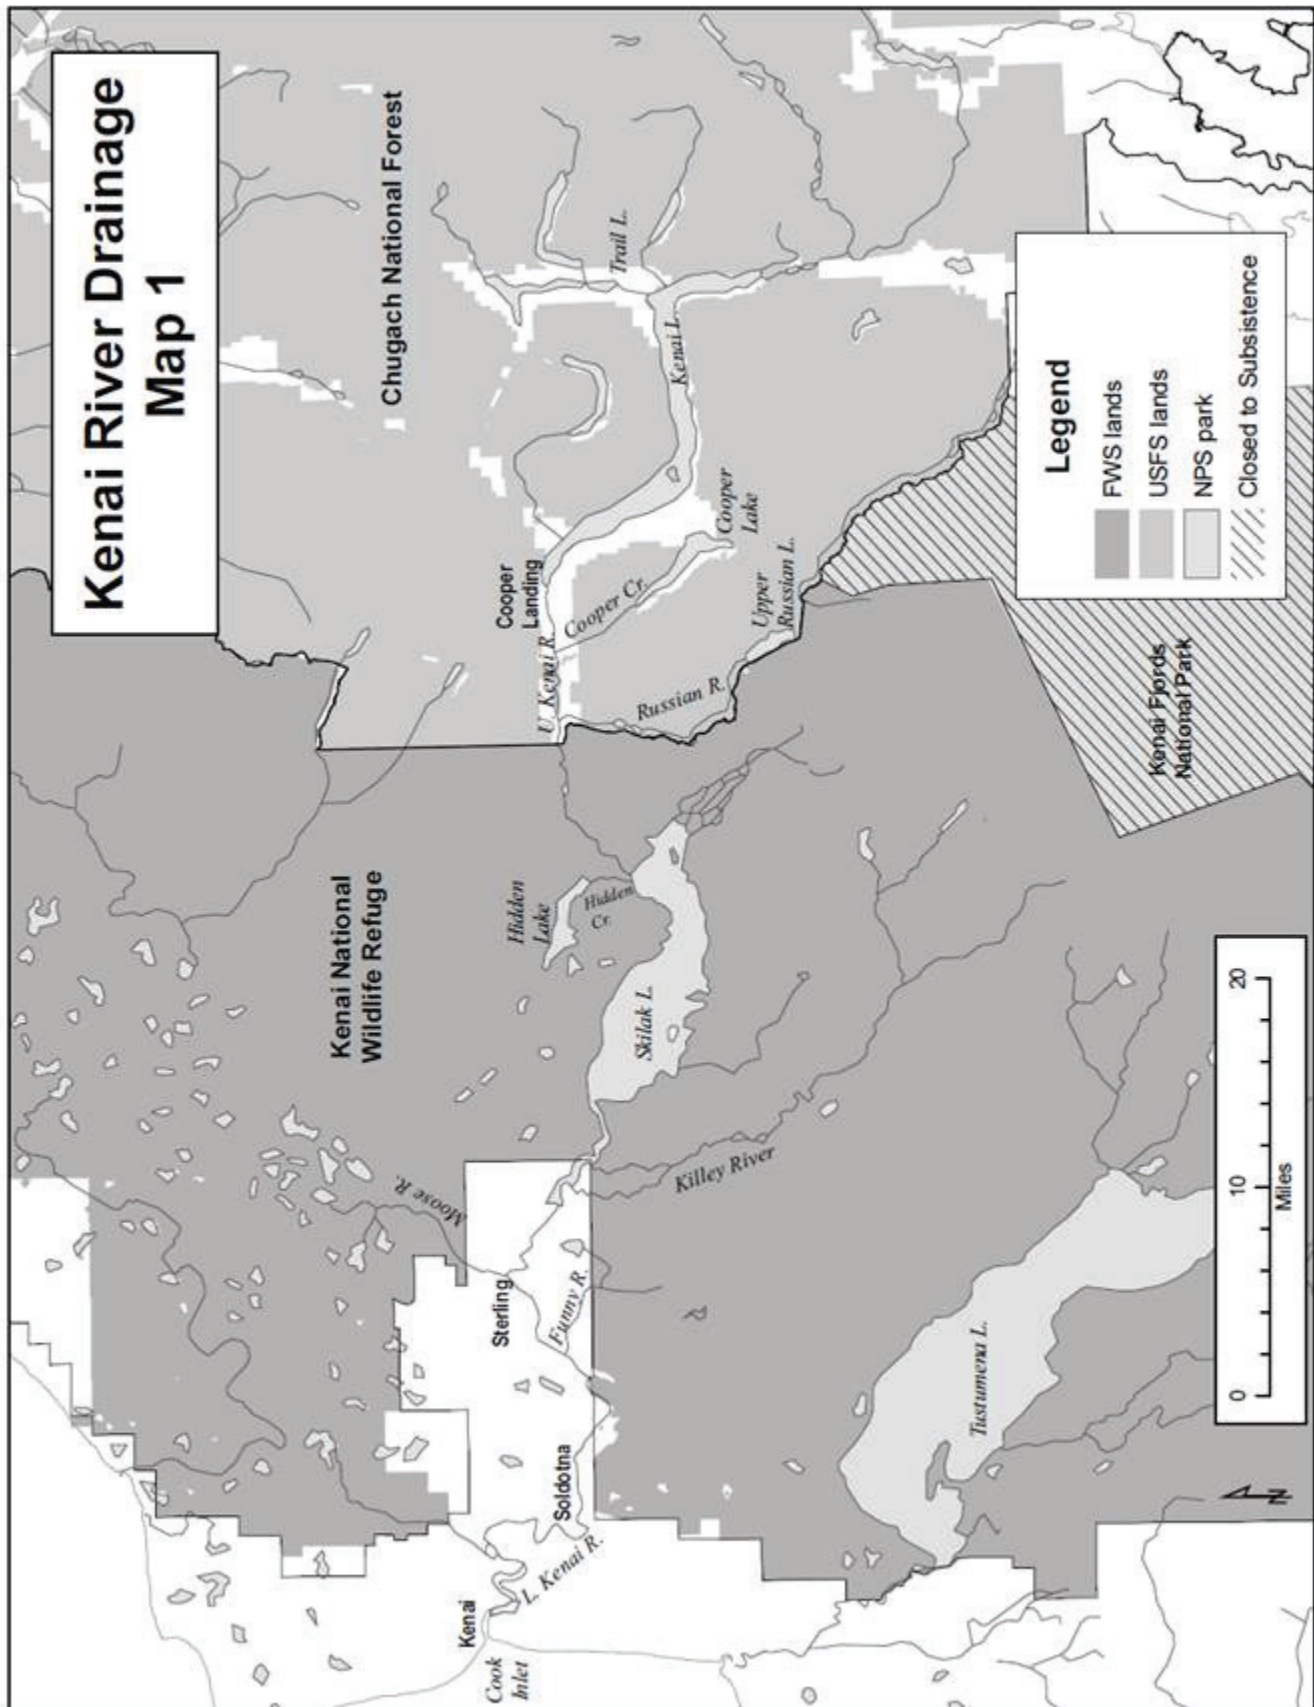 Kenai River Drainage
Map 1
Chugach National Forest
Trail L.
Kenai L.
Cooper
Landing
Cooper Cr.
Cooper
Lake
U. Kenai R.
Upper
Russian L.
Russian R.
Kenai National
Wildlife Refuge
Hidden
Lake
Hidden
Cr.
Skilak L.
Moose R.
Killey River
Sterling
Funny R.
Soldotna
Kenai
L. Kenai R.
Cook
Inlet
Tustumena L.
Kenai Fjords
National Park
Legend
FWS lands
USFS lands
NPS park
Closed to Subsistence
0 10 20
Miles
N